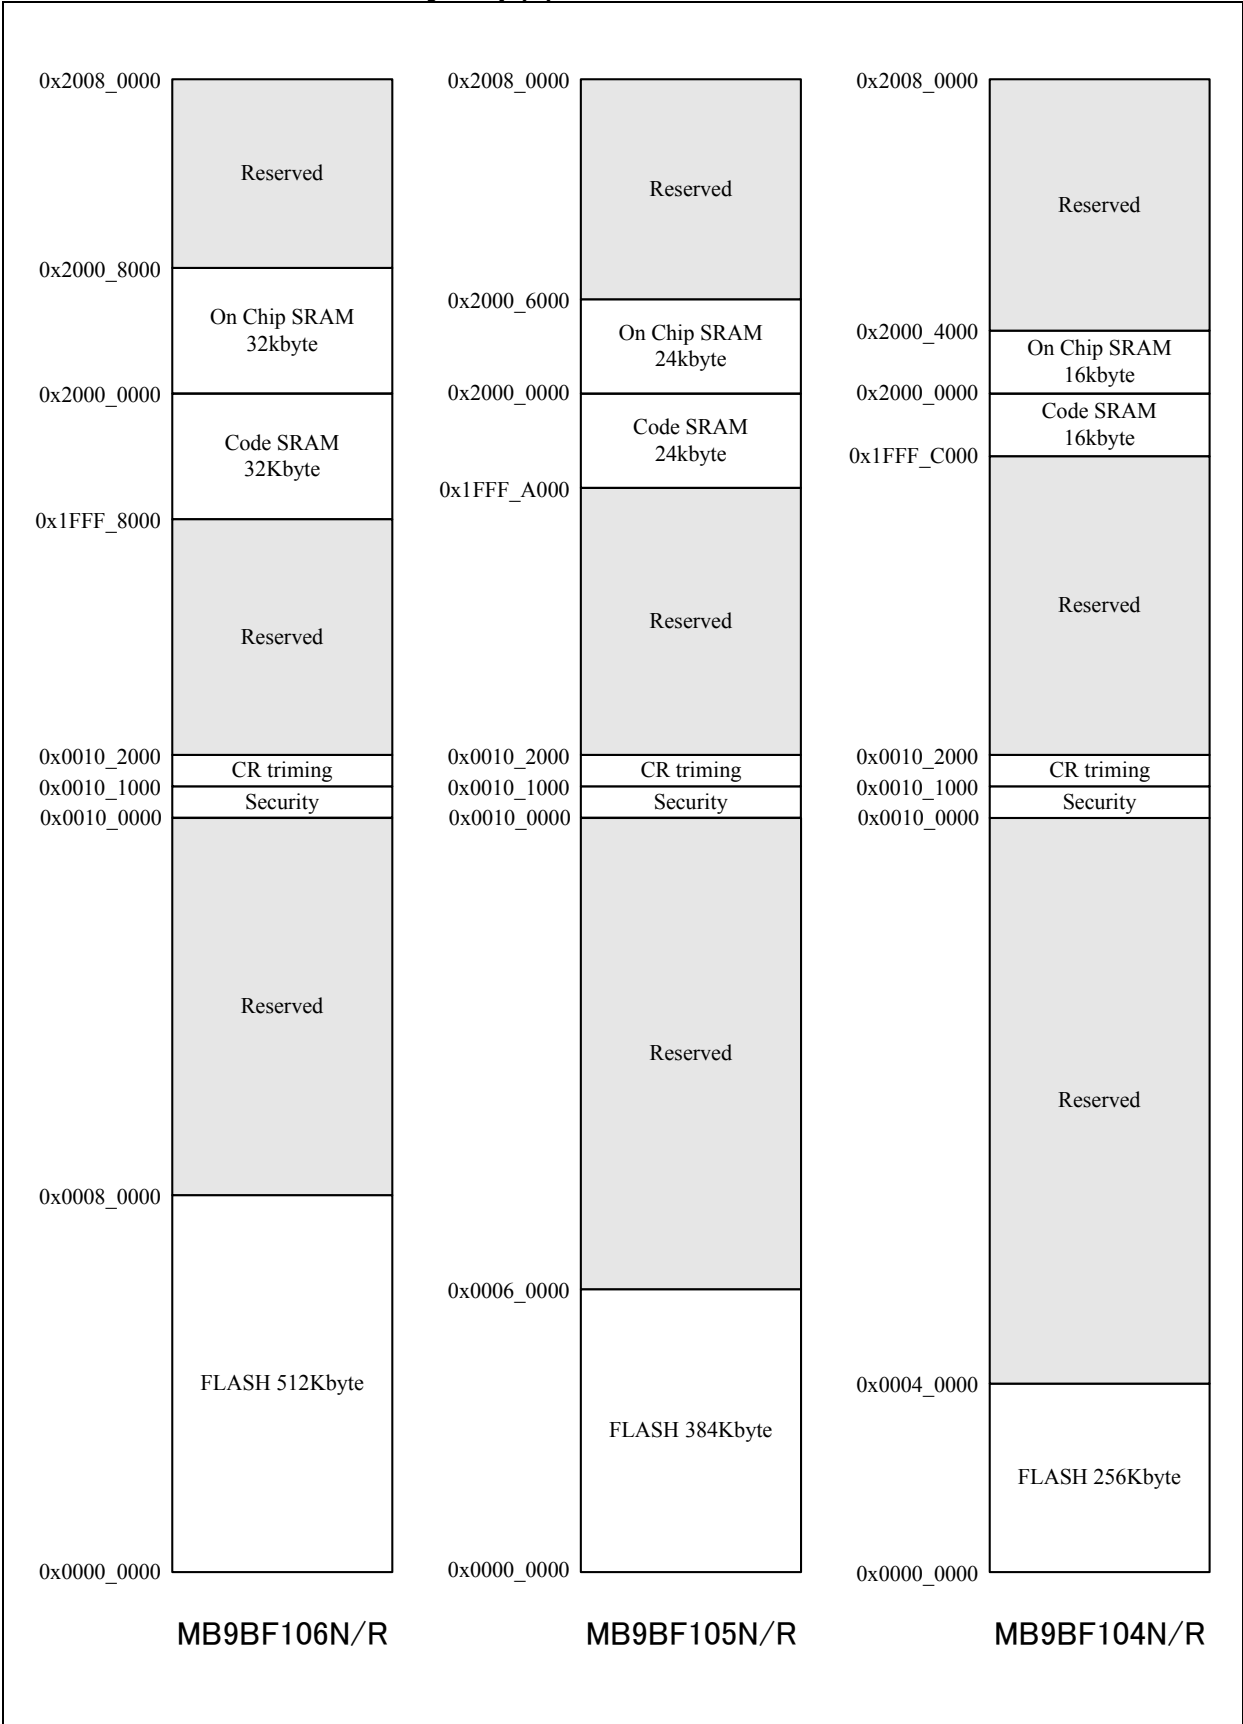 0x2008_0000
Reserved
0x2000_8000
On Chip SRAM
32kbyte
0x2000_0000
Code SRAM
32Kbyte
0x1FFF_8000
Reserved
0x0010_2000
CR triming
0x0010_1000
Security
0x0010_0000
Reserved
0x0008_0000
FLASH 512Kbyte
0x0000_0000
MB9BF106N/R
0x2008_0000
Reserved
0x2000_6000
On Chip SRAM
24kbyte
0x2000_0000
Code SRAM
24kbyte
0x1FFF_A000
Reserved
0x0010_2000
CR triming
0x0010_1000
Security
0x0010_0000
Reserved
0x0006_0000
FLASH 384Kbyte
0x0000_0000
MB9BF105N/R
0x2008_0000
Reserved
0x2000_4000
On Chip SRAM
16kbyte
0x2000_0000
Code SRAM
16kbyte
0x1FFF_C000
Reserved
0x0010_2000
CR triming
0x0010_1000
Security
0x0010_0000
Reserved
0x0004_0000
FLASH 256Kbyte
0x0000_0000
MB9BF104N/R